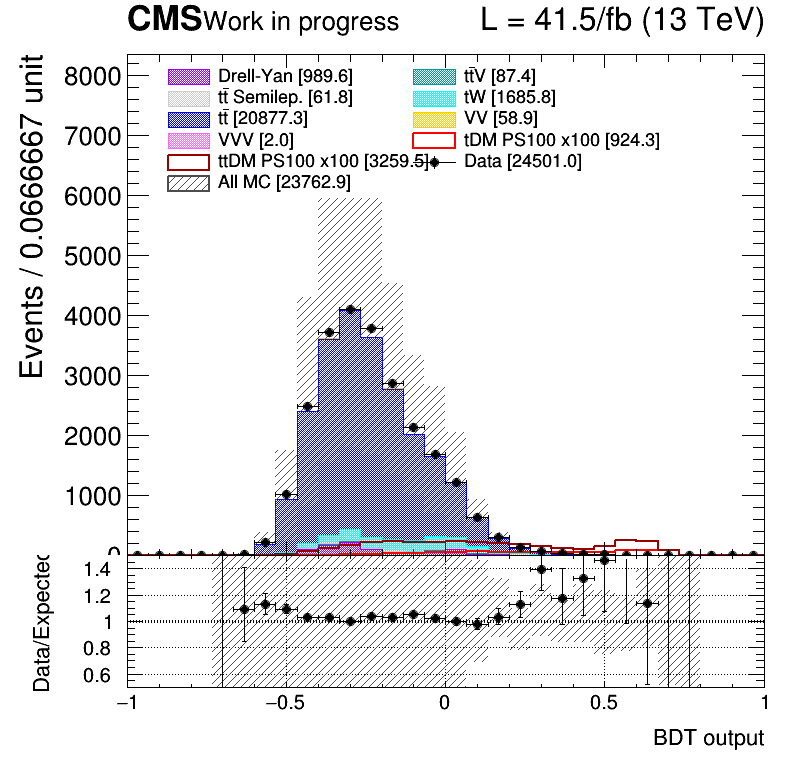 CMS Work in progress L = 41.5/fb (13 TeV)
Events / 0.0666667 unit
8000
7000
6000
5000
4000
3000
2000
1000
0
Drell-Yan [989.6] tt̄V [87.4]
tt̄ Semilep. [61.8] tW [1685.8]
tt̄ [20877.3] VV [58.9]
VVV [2.0] tDM PS100 x100 [924.3]
ttDM PS100 x100 [3259.5] Data [24501.0]
All MC [23762.9]
Data/Expected
1.4
1.2
1
0.8
0.6
−1 −0.5 0 0.5 1
BDT output